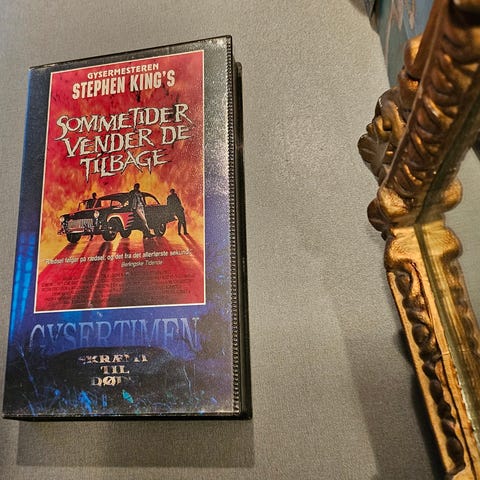 GYSERMESTEREN
STEPHEN KING'S
SOMMETIDER
VENDER DE
TILBAGE
"Rædsel følger på rædsel, og det fra det allerførste sekund."
Berlingske Tidende
GYSERTIMEN
SKRÆMT
TIL
DØDE